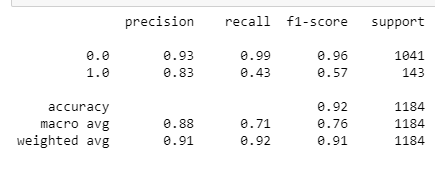 precision recall f1-score support
0.0 0.93 0.99 0.96 1041
1.0 0.83 0.43 0.57 143
accuracy 0.92 1184
macro avg 0.88 0.71 0.76 1184
weighted avg 0.91 0.92 0.91 1184